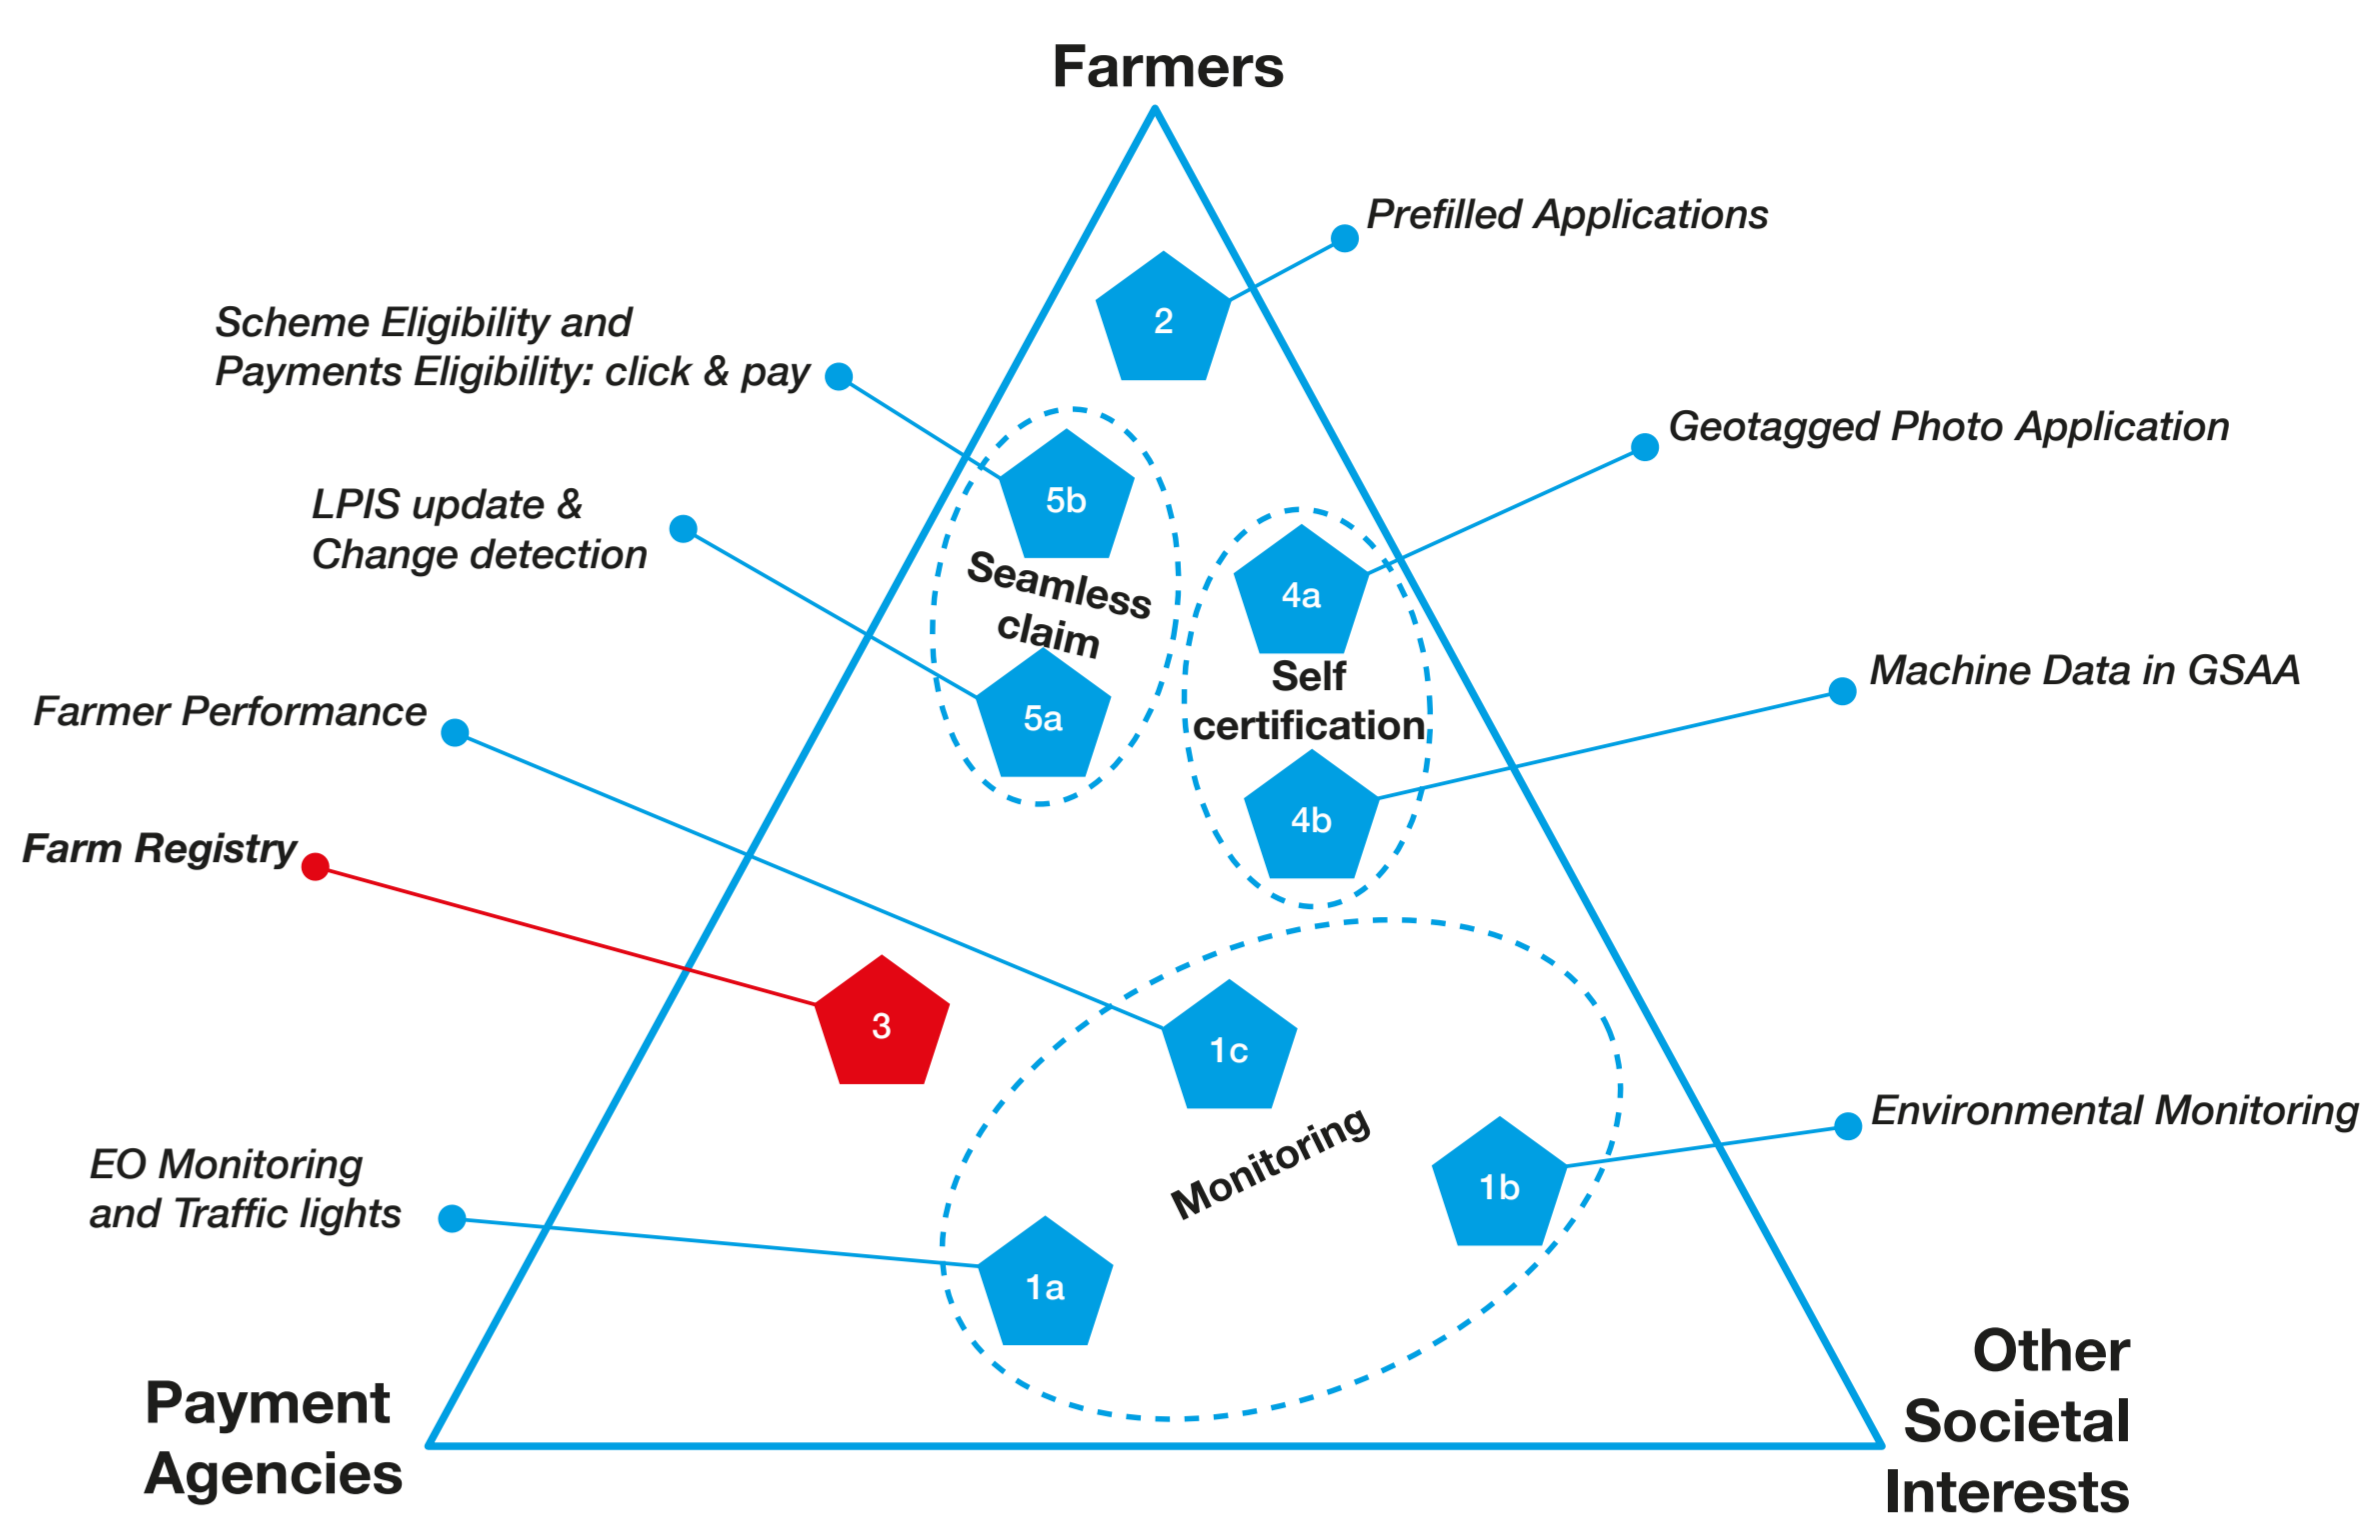 Farmers
Prefilled Applications
2
Scheme Eligibility and
Payments Eligibility: click & pay
Geotagged Photo Application
5b
LPIS update &
Change detection
Seamless
claim
4a
Self
certification
Machine Data in GSAA
Farmer Performance
5a
4b
Farm Registry
3
1c
Environmental Monitoring
Monitoring
EO Monitoring
and Traffic lights
1b
1a
Payment
Agencies
Other
Societal
Interests